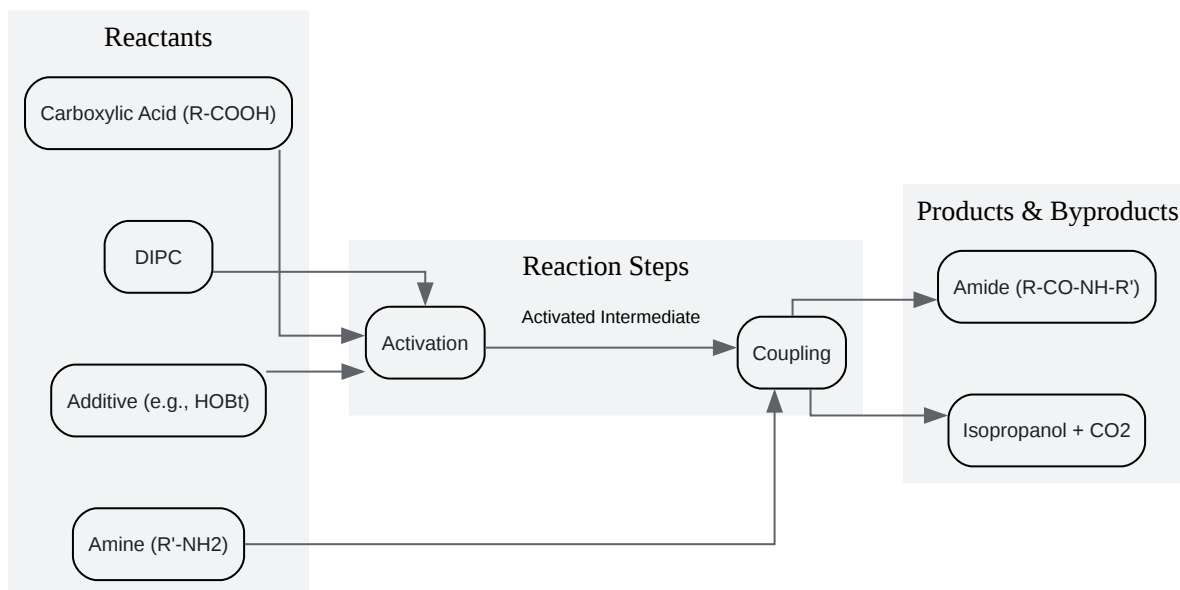 Reactants
Carboxylic Acid (R-COOH)
DIPC
Additive (e.g., HOBt)
Amine (R'-NH2)
Reaction Steps
Activation
Activated Intermediate
Coupling
Products & Byproducts
Amide (R-CO-NH-R')
Isopropanol + CO2